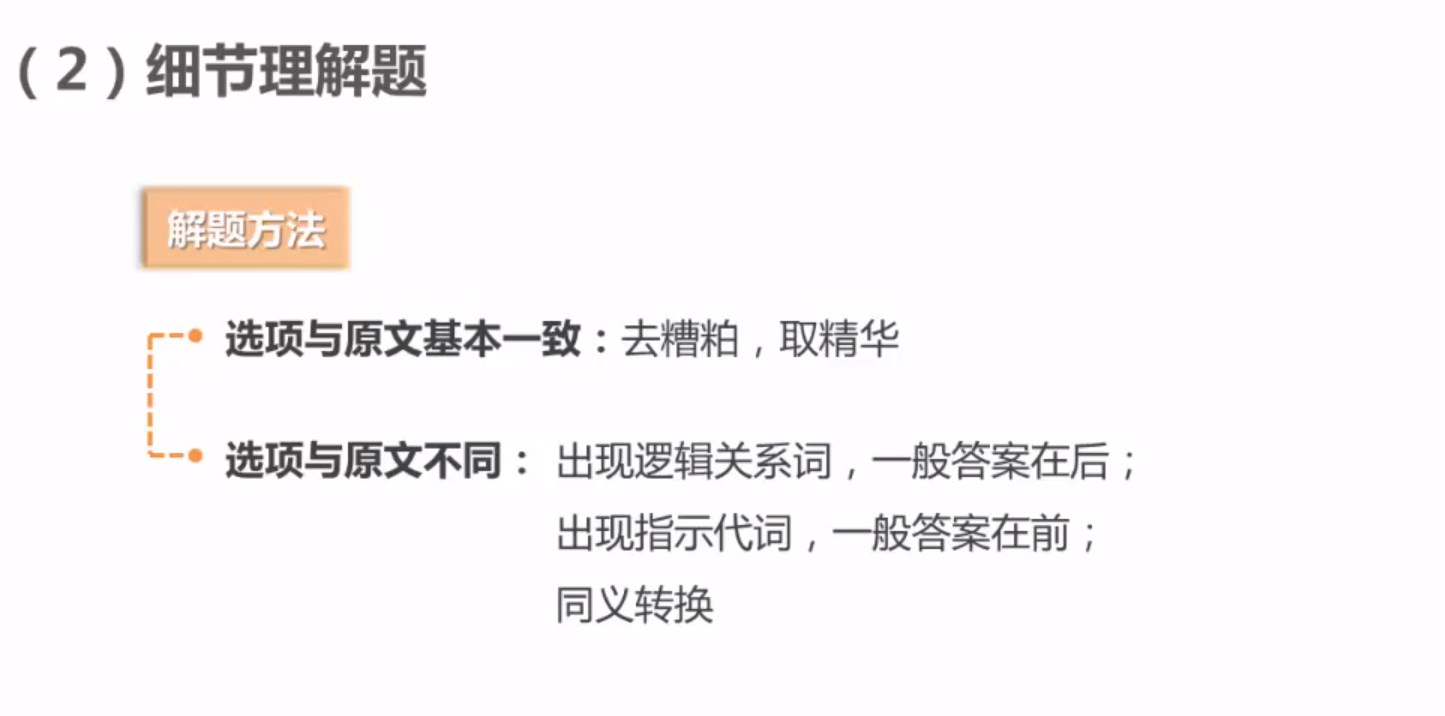 （2）细节理解题
解题方法
选项与原文基本一致：去糟粕，取精华
选项与原文不同： 出现逻辑关系词，一般答案在后；
出现指示代词，一般答案在前；
同义转换